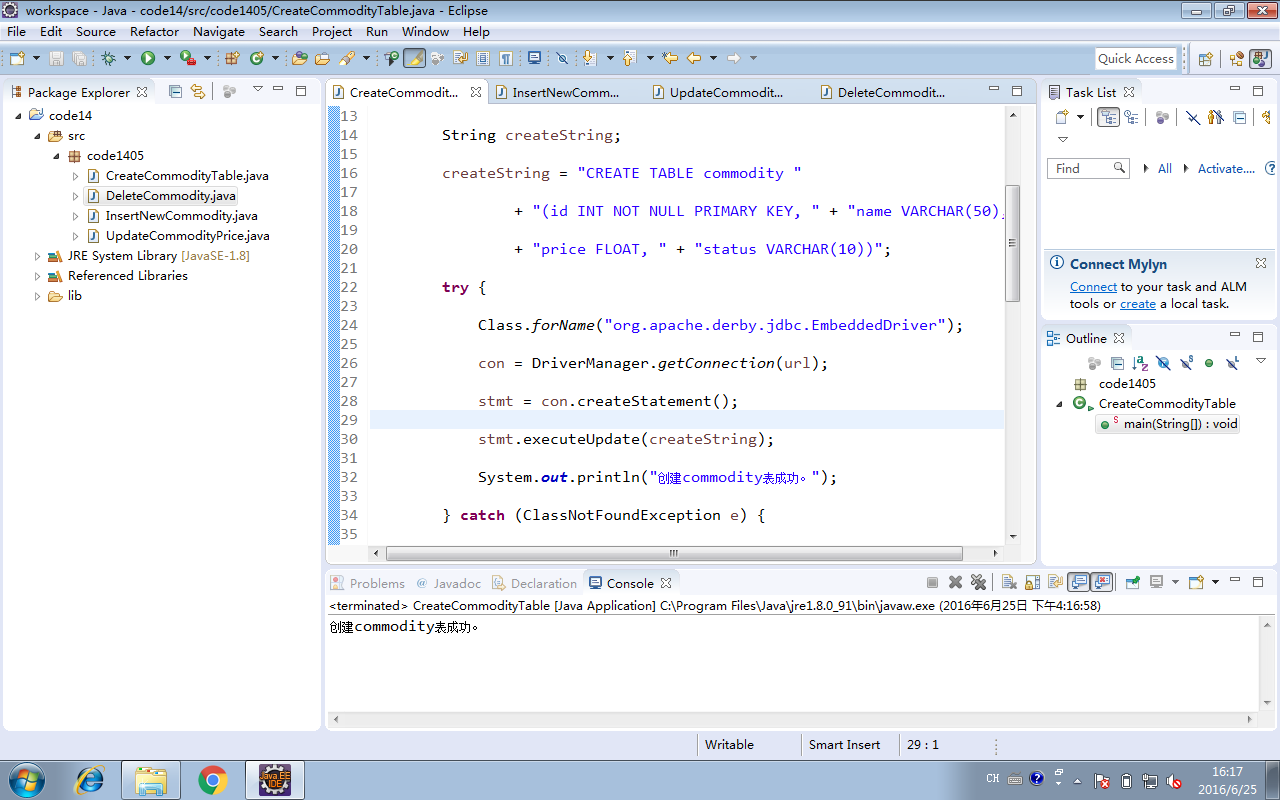 workspace - Java - code14/src/code1405/CreateCommodityTable.java - Eclipse
File Edit Source Refactor Navigate Search Project Run Window Help
Quick Access
Package Explorer
code14
src
code1405
CreateCommodityTable.java
DeleteCommodity.java
InsertNewCommodity.java
UpdateCommodityPrice.java
JRE System Library [JavaSE-1.8]
Referenced Libraries
lib
CreateCommodit... InsertNewComm... UpdateCommodit... DeleteCommodit...
13
14 String createString;
15
16 createString = "CREATE TABLE commodity "
17
18 + "(id INT NOT NULL PRIMARY KEY, " + "name VARCHAR(50),
19
20 + "price FLOAT, " + "status VARCHAR(10))";
21
22 try {
23
24 Class.forName("org.apache.derby.jdbc.EmbeddedDriver");
25
26 con = DriverManager.getConnection(url);
27
28 stmt = con.createStatement();
29
30 stmt.executeUpdate(createString);
31
32 System.out.println("创建commodity表成功。");
33
34 } catch (ClassNotFoundException e) {
35
Task List
Find All Activate....
Connect Mylyn
Connect to your task and ALM
tools or create a local task.
Outline
code1405
CreateCommodityTable
main(String[]) : void
Problems @ Javadoc Declaration Console
<terminated> CreateCommodityTable [Java Application] C:\Program Files\Java\jre1.8.0_91\bin\javaw.exe (2016年6月25日 下午4:16:58)
创建commodity表成功。
Writable Smart Insert 29 : 1
Java EE
IDE
CH
16:17
2016/6/25